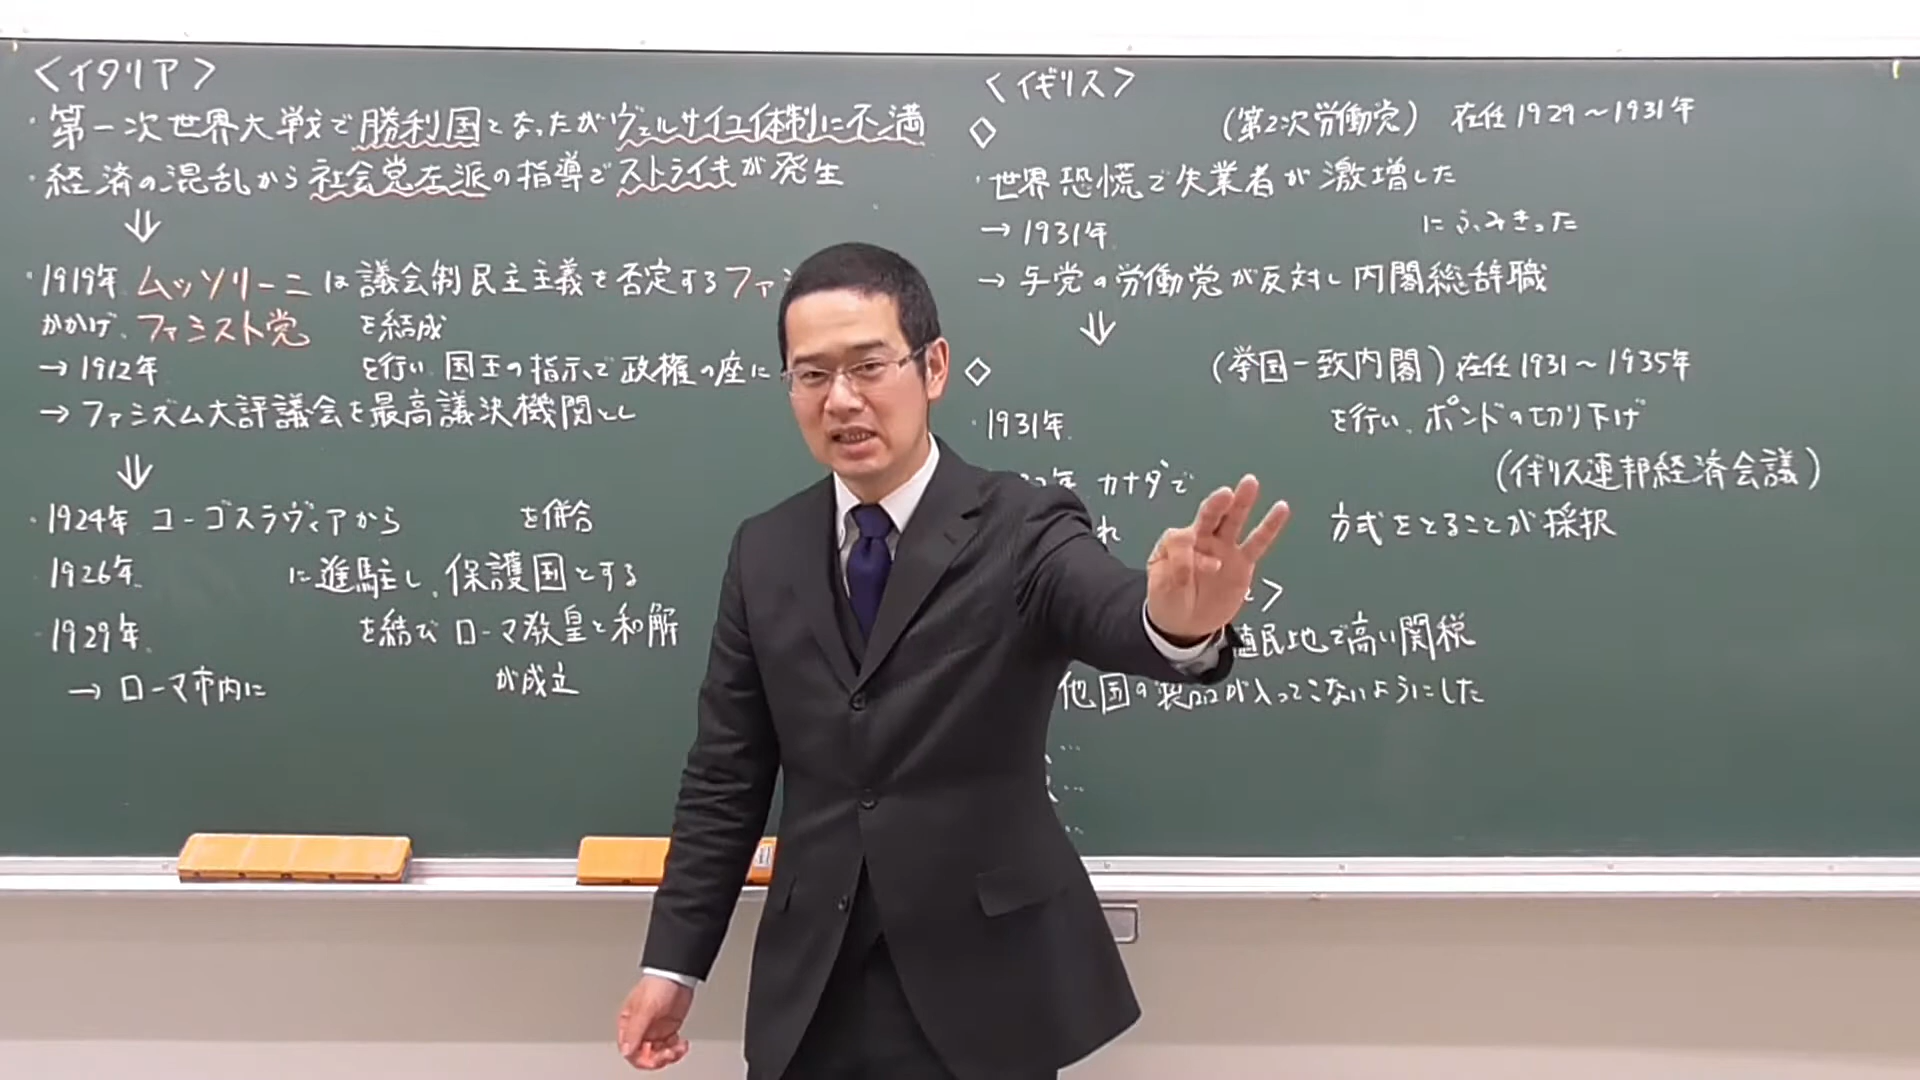 ＜イタリア＞
・第一次世界大戦で勝利国となったがヴェルサイユ体制に不満
・経済の混乱から社会党左派の指導でストライキが発生
⇓
・1919年 ムッソリーニは議会制民主主義を否定するファシ
かかげ、ファシスト党 を結成
→ 1912年 を行い 国王の指示で政権の座に
→ ファシズム大評議会を最高議決機関とし
⇓
・1924年 ユーゴスラヴィアから を併合
・1926年、 に進駐し、保護国とする
・1929年、 を結び ローマ教皇と和解
→ ローマ市内に が成立
＜イギリス＞
◇ (第2次労働党) 在任1929～1931年
・世界恐慌で失業者が激増した
→ 1931年、 にふみきった
→ 与党の労働党が反対し内閣総辞職
⇓
◇ (挙国一致内閣) 在任1931～1935年
・1931年、 を行い、ポンドの切り下げ
年 カナダで (イギリス連邦経済会議)
れ 方式をとることが採択
＞
植民地で高い関税
他国の製品が入ってこないようにした
…
…